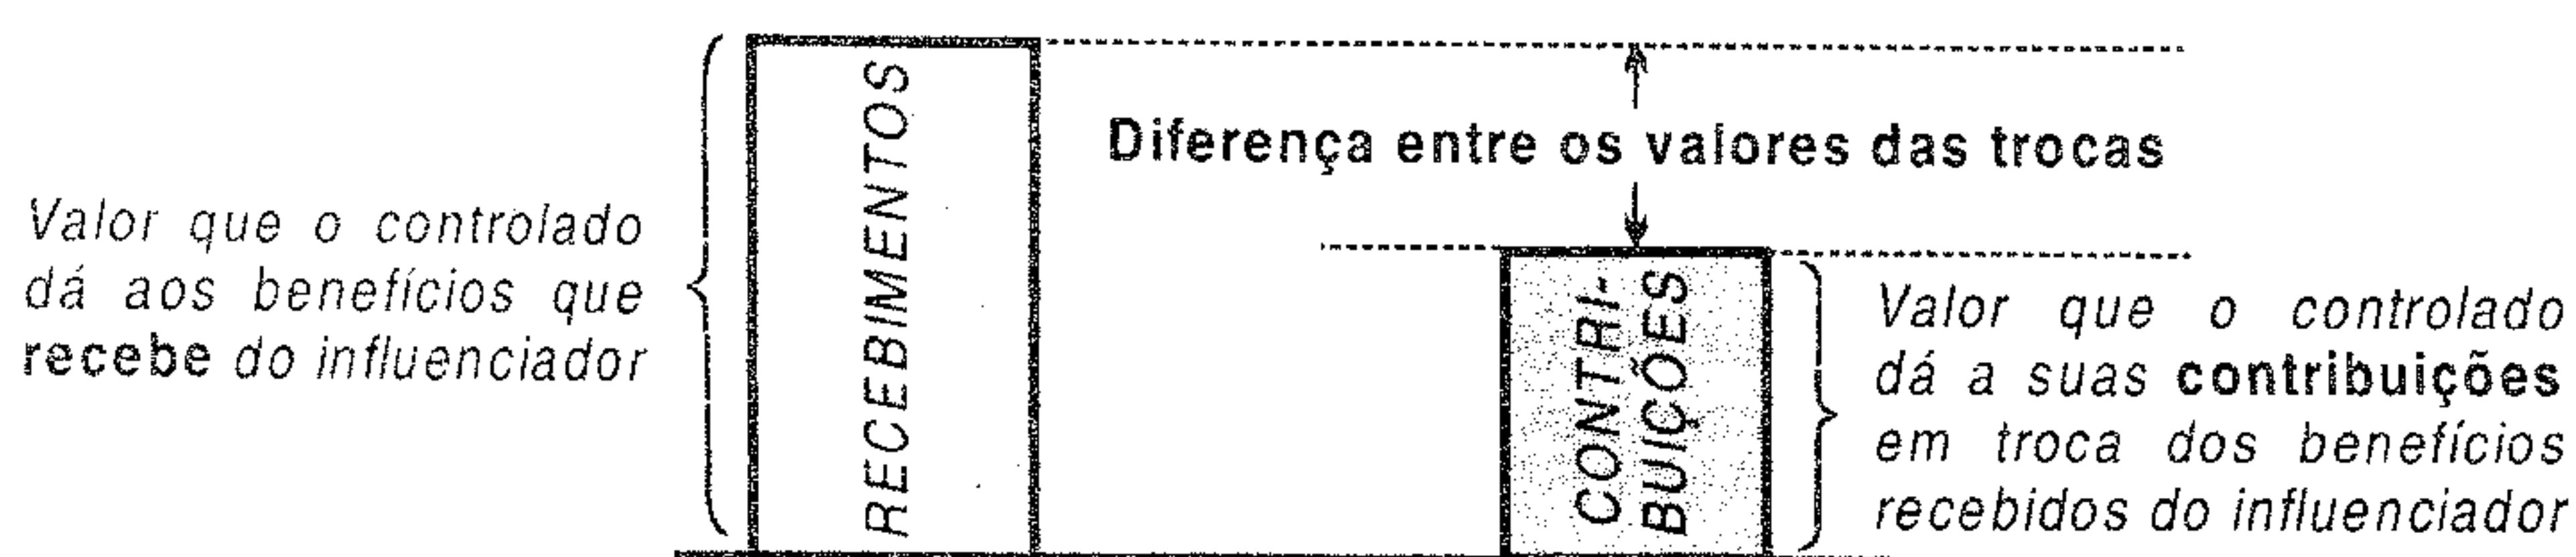 Valor que o controlado
dá aos benefícios que
recebe do influenciador
RECEBIMENTOS
Diferença entre os valores das trocas
CONTRI-
BUIÇÕES
Valor que o controlado
dá a suas contribuições
em troca dos benefícios
recebidos do influenciador